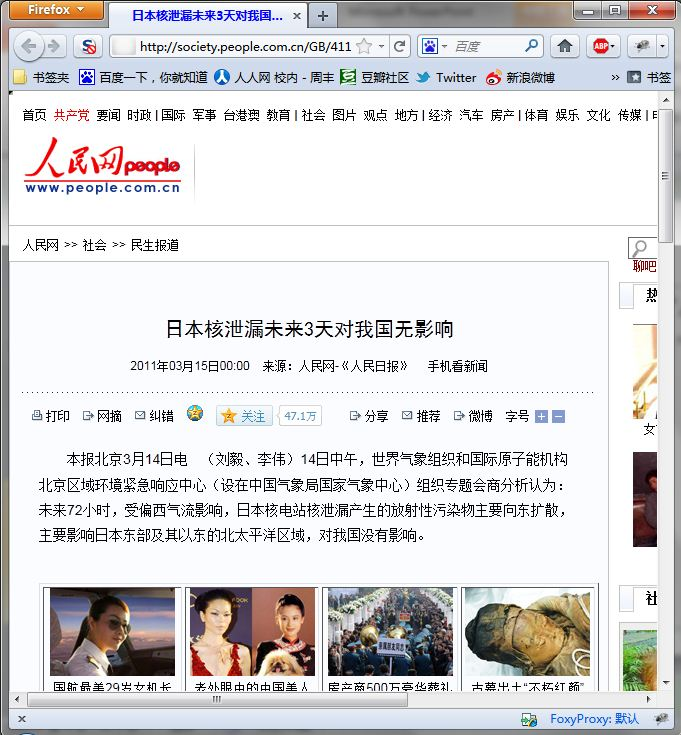 Firefox
日本核泄漏未来3天对我国...
http://society.people.com.cn/GB/411
百度
ABP
书签夹 百度一下，你就知道 人人网 校内 - 周丰 豆瓣社区 Twitter 新浪微博 » 书签
首页 共产党 要闻 时政 | 国际 军事 台港澳 教育 | 社会 图片 观点 地方 | 经济 汽车 房产 | 体育 娱乐 文化 传媒 |
人民网 people
www.people.com.cn
人民网 >> 社会 >> 民生报道
聊吧
热
日本核泄漏未来3天对我国无影响
2011年03月15日00:00 来源：人民网-《人民日报》 手机看新闻
打印 网摘 纠错 关注 47.1万 分享 推荐 微博 字号
本报北京3月14日电 （刘毅、李伟）14日中午，世界气象组织和国际原子能机构
北京区域环境紧急响应中心（设在中国气象局国家气象中心）组织专题会商分析认为：
未来72小时，受偏西气流影响，日本核电站核泄漏产生的放射性污染物主要向东扩散，
主要影响日本东部及其以东的北太平洋区域，对我国没有影响。
女
社
国航最美29岁女机长 老外眼中的中国美人 房产商500万豪华葬礼 古墓出土“不朽红颜”
FoxyProxy: 默认